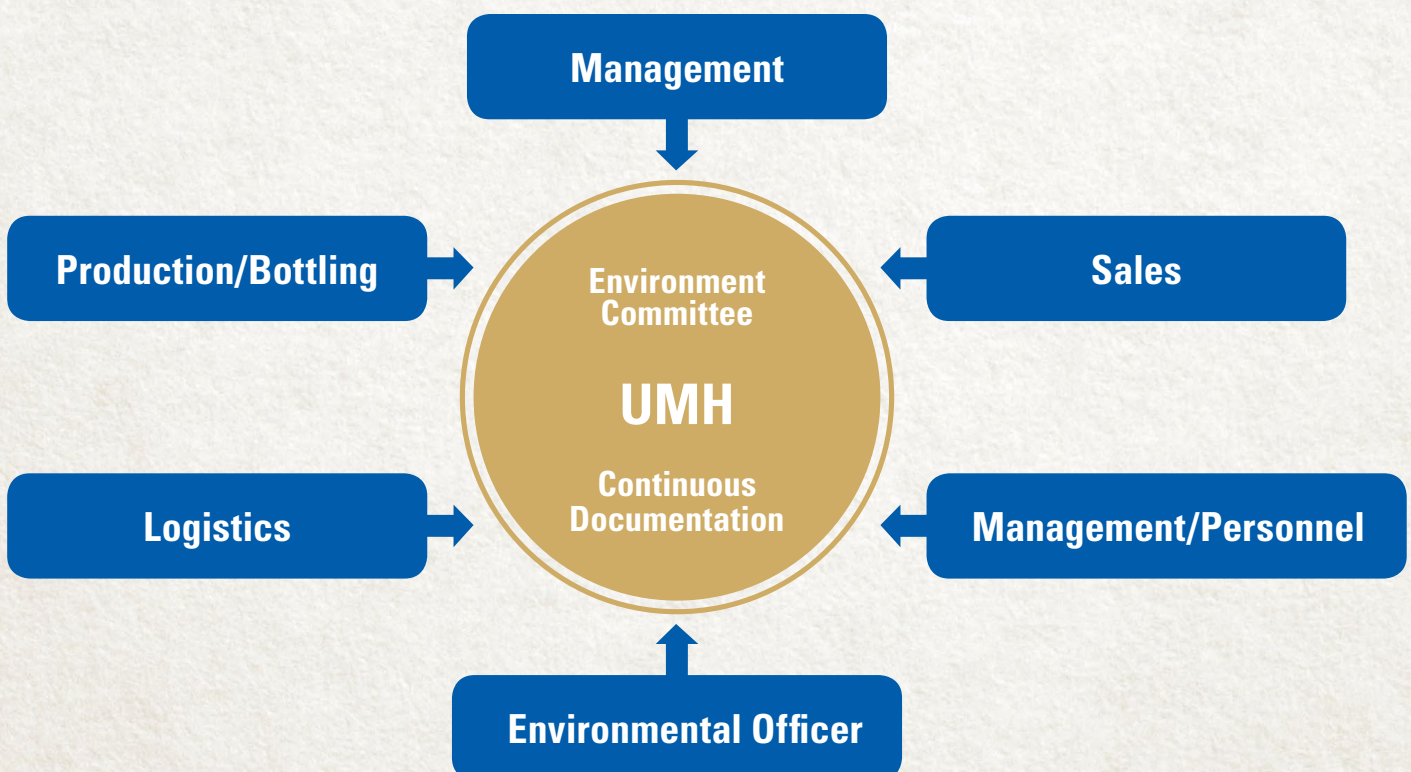 Management
Production/Bottling
Sales
Environment
Committee
UMH
Continuous
Documentation
Logistics
Management/Personnel
Environmental Officer